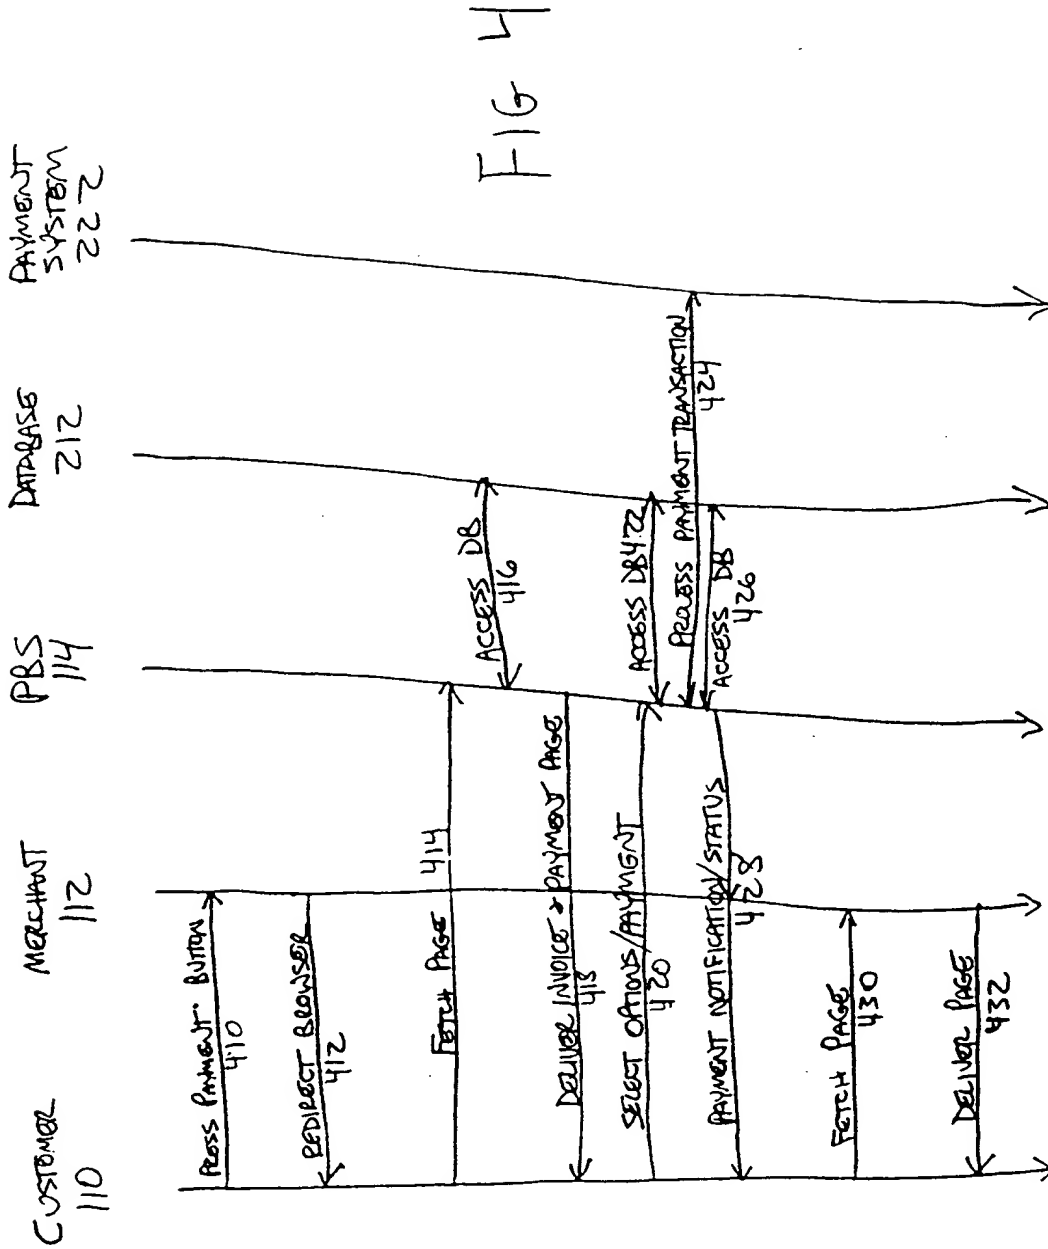 CUSTOMER
110
MERCHANT
112
PBS
114
DATABASE
212
PAYMENT
SYSTEM
222
PRESS PAYMENT BUTTON
410
REDIRECT BROWSER
412
FETCH PAGE 414
ACCESS DB
416
DELIVER INVOICE & PAYMENT PAGE
418
SELECT OPTIONS/PAYMENT
420
ACCESS DB 422
PROCESS PAYMENT TRANSACTION
424
ACCESS DB
426
PAYMENT NOTIFICATION/STATUS
428
FETCH PAGE
430
DELIVER PAGE
432
FIG 4